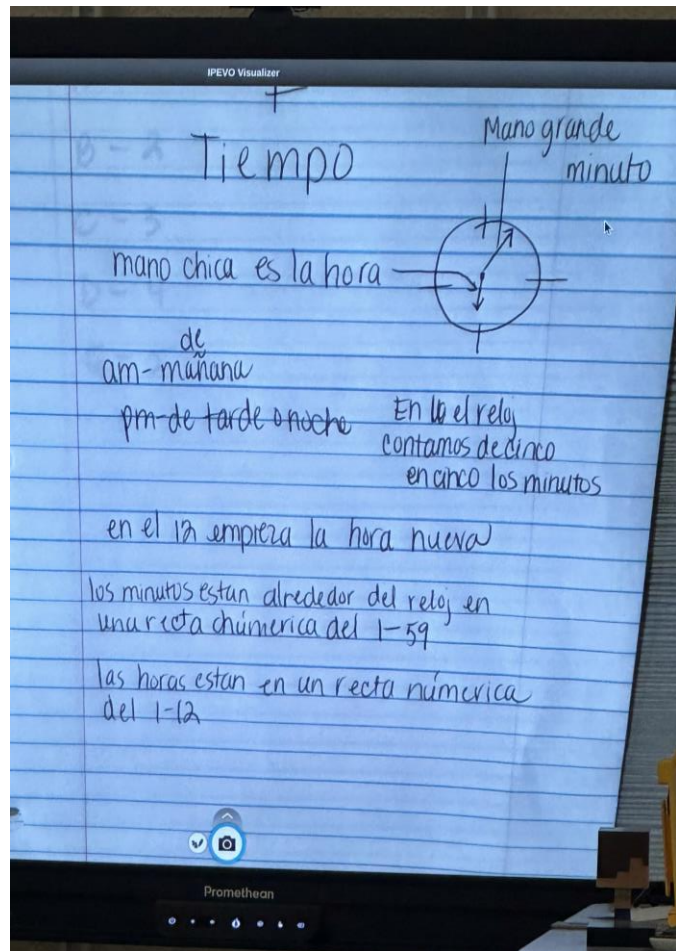 IPEVO Visualizer
Tiempo
Mano grande
minuto
mano chica es la hora
de
am-mañana
pm-de tarde o noche
En el reloj
contamos de cinco
en cinco los minutos
en el 12 empieza la hora nueva
los minutos estan alrededor del reloj en
una recta númerica del 1-59
las horas estan en un recta númerica
del 1-12
Promethean